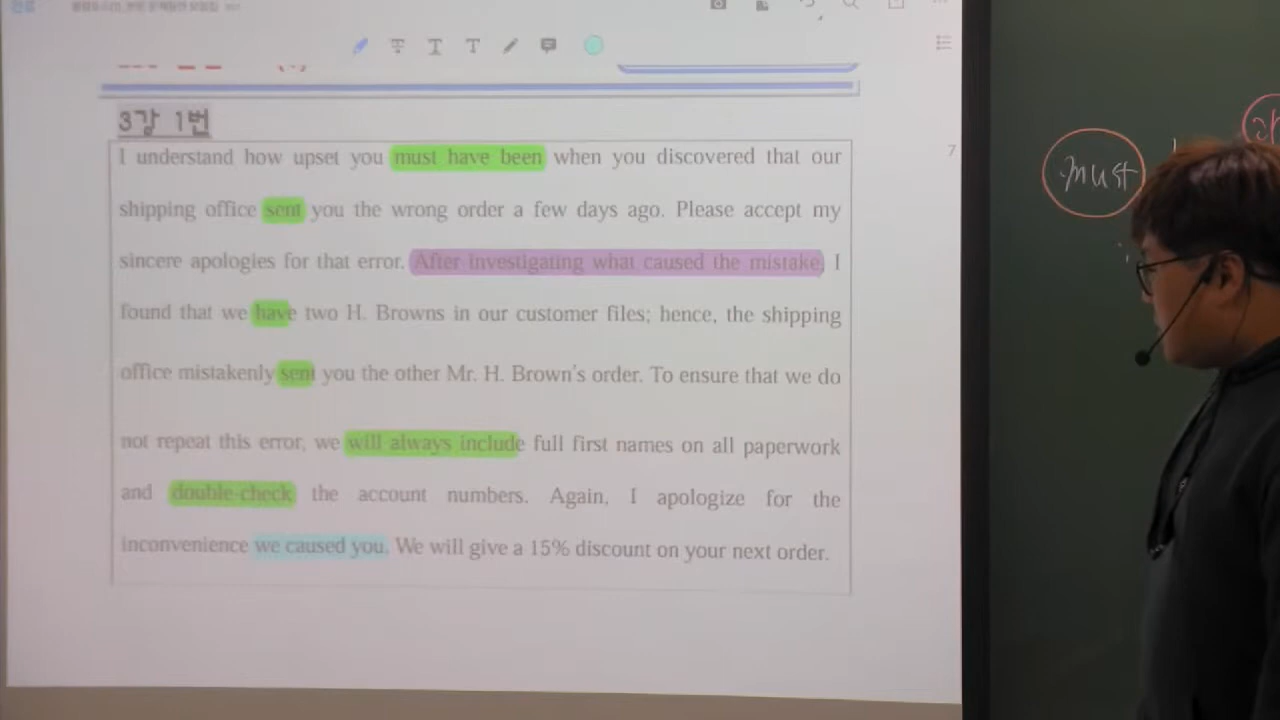 3강 1번
I understand how upset you must have been when you discovered that our
shipping office sent you the wrong order a few days ago. Please accept my
sincere apologies for that error. After investigating what caused the mistake, I
found that we have two H. Browns in our customer files; hence, the shipping
office mistakenly sent you the other Mr. H. Brown's order. To ensure that we do
not repeat this error, we will always include full first names on all paperwork
and double-check the account numbers. Again, I apologize for the
inconvenience we caused you. We will give a 15% discount on your next order.
7
must